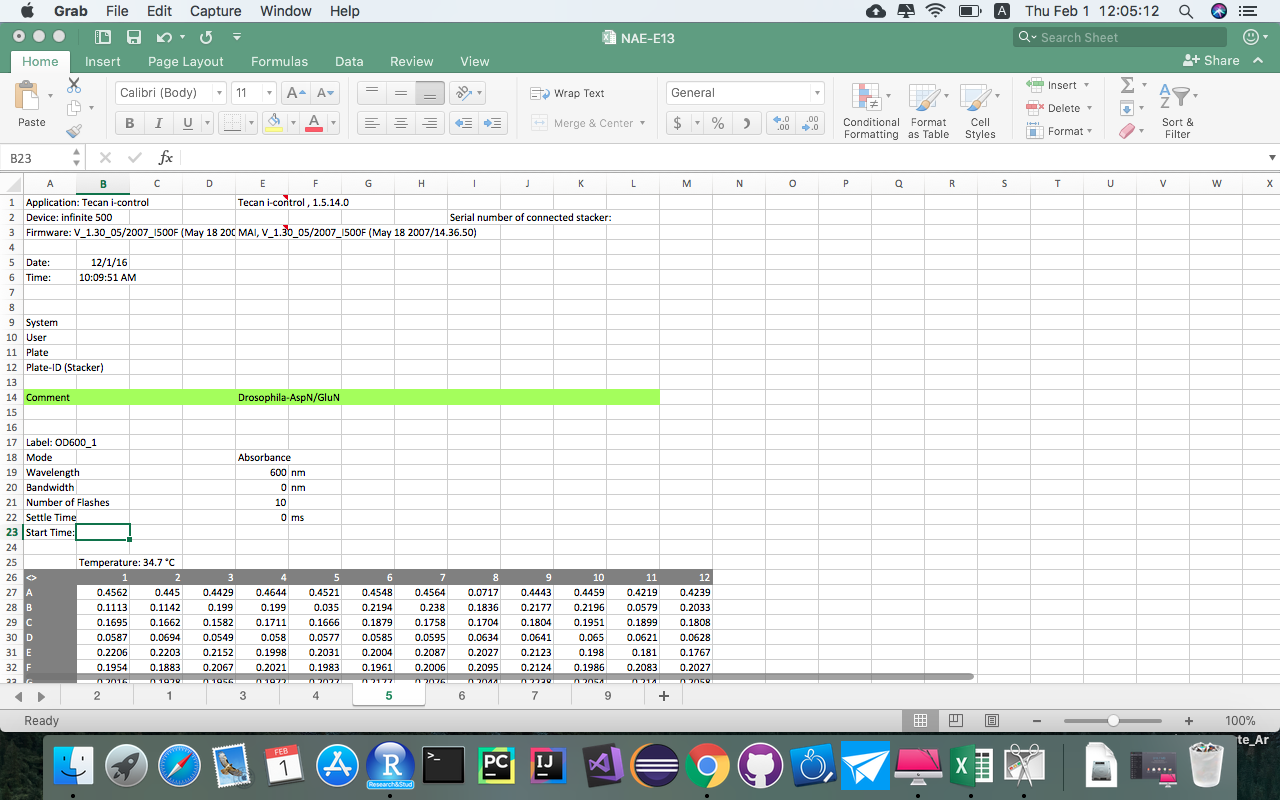 Grab File Edit Capture Window Help A Thu Feb 1 12:05:12
NAE-E13 Search Sheet
Home Insert Page Layout Formulas Data Review View Share
Paste Calibri (Body) 11 A A Wrap Text General Conditional Formatting Format as Table Cell Styles Insert Delete Format Sort & Filter
B I U A Merge & Center $ % .0 .00 .00 .0
B23 fx
A B C D E F G H I J K L M N O P Q R S T U V W X
1 Application: Tecan i-control Tecan i-control , 1.5.14.0
2 Device: infinite 500 Serial number of connected stacker:
3 Firmware: V_1.30_05/2007_I500F (May 18 200 MAI, V_1.30_05/2007_I500F (May 18 2007/14.36.50)
4
5 Date: 12/1/16
6 Time: 10:09:51 AM
7
8
9 System
10 User
11 Plate
12 Plate-ID (Stacker)
13
14 Comment Drosophila-AspN/GluN
15
16
17 Label: OD600_1
18 Mode Absorbance
19 Wavelength 600 nm
20 Bandwidth 0 nm
21 Number of Flashes 10
22 Settle Time 0 ms
23 Start Time:
24
25 Temperature: 34.7 °C
26 <> 1 2 3 4 5 6 7 8 9 10 11 12
27 A 0.4562 0.445 0.4429 0.4644 0.4521 0.4548 0.4564 0.0717 0.4443 0.4459 0.4219 0.4239
28 B 0.1113 0.1142 0.199 0.199 0.035 0.2194 0.238 0.1836 0.2177 0.2196 0.0579 0.2033
29 C 0.1695 0.1662 0.1582 0.1711 0.1666 0.1879 0.1758 0.1704 0.1804 0.1951 0.1899 0.1808
30 D 0.0587 0.0694 0.0549 0.058 0.0577 0.0585 0.0595 0.0634 0.0641 0.065 0.0621 0.0628
31 E 0.2206 0.2203 0.2152 0.1998 0.2031 0.2004 0.2087 0.2027 0.2123 0.198 0.181 0.1767
32 F 0.1954 0.1883 0.2067 0.2021 0.1983 0.1961 0.2006 0.2095 0.2124 0.1986 0.2083 0.2027
2 1 3 4 5 6 7 9 +
Ready 100%
te_Ar
FEB 1 R Research&Stud >_ PC IJ X